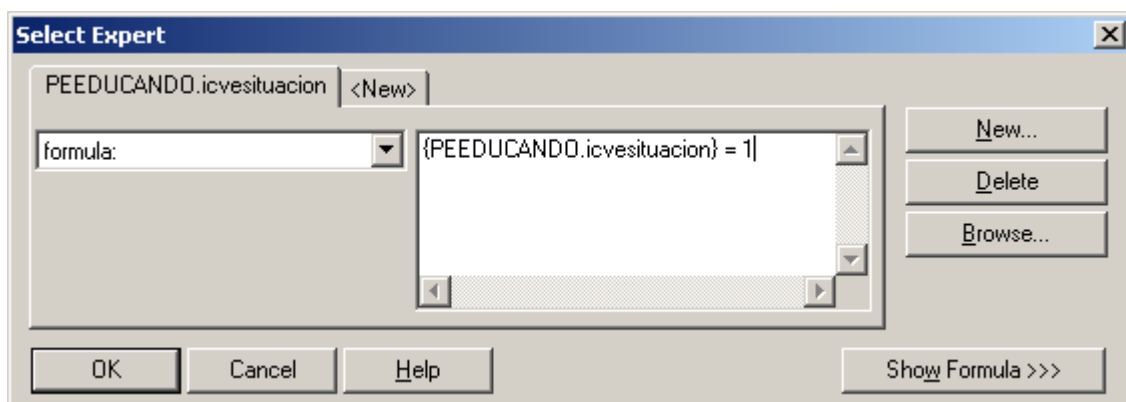 Select Expert
PEEDUCANDO.icvesituacion <New>
formula:
{PEEDUCANDO.icvesituacion} = 1
New...
Delete
Browse...
OK Cancel Help Show Formula >>>